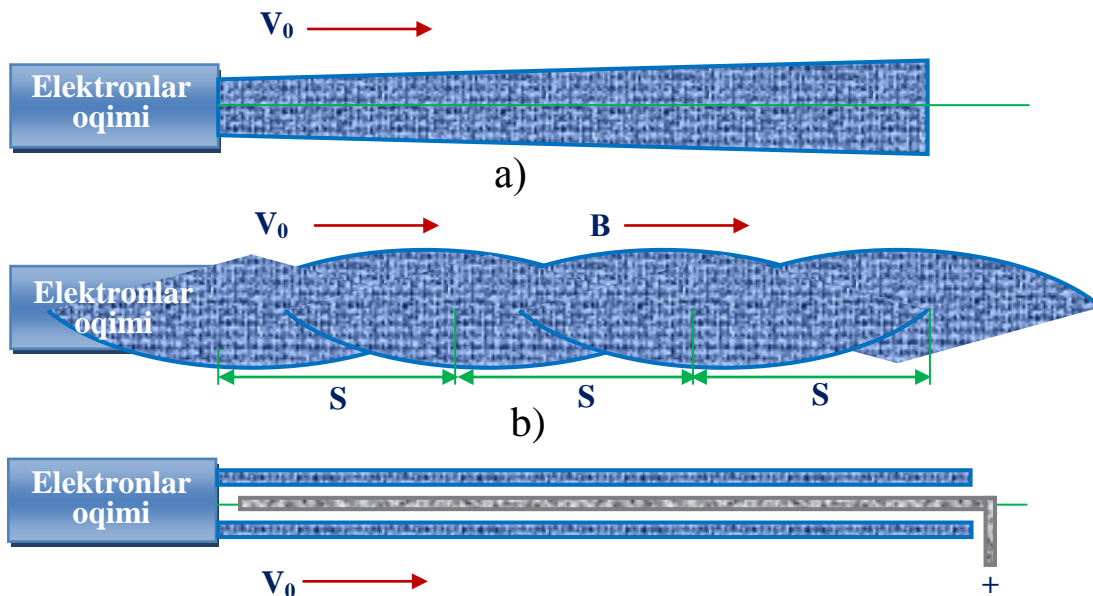 V₀
Elektronlar
oqimi
a)
V₀
B
Elektronlar
oqimi
S
S
S
b)
Elektronlar
oqimi
V₀
+